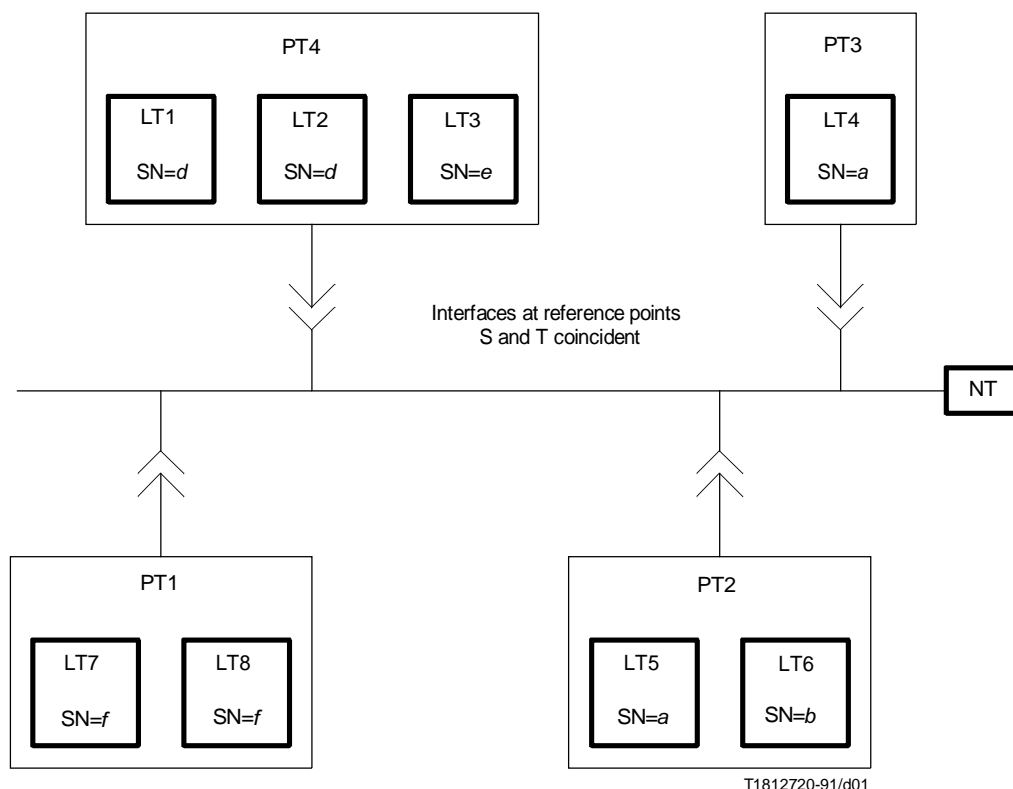 PT4
PT3
LT1
LT2
LT3
LT4
SN=d
SN=d
SN=e
SN=a
Interfaces at reference points
S and T coincident
NT
PT1
PT2
LT7
LT8
LT5
LT6
SN=f
SN=f
SN=a
SN=b
T1812720-91/d01